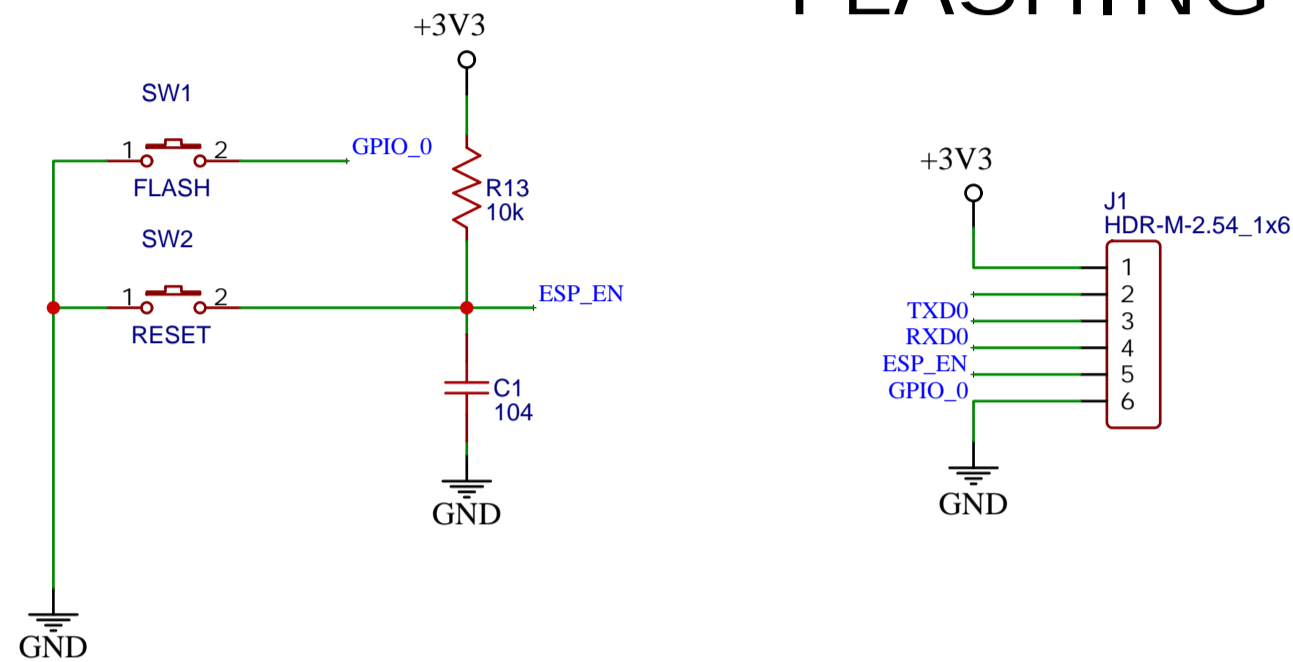 FLASHING
+3V3
SW1
1 2
GPIO_0
FLASH
R13
10k
SW2
1 2
ESP_EN
RESET
C1
104
GND
GND
+3V3
J1
HDR-M-2.54_1x6
1
2
TXD0
3
RXD0
4
ESP_EN
5
GPIO_0
6
GND